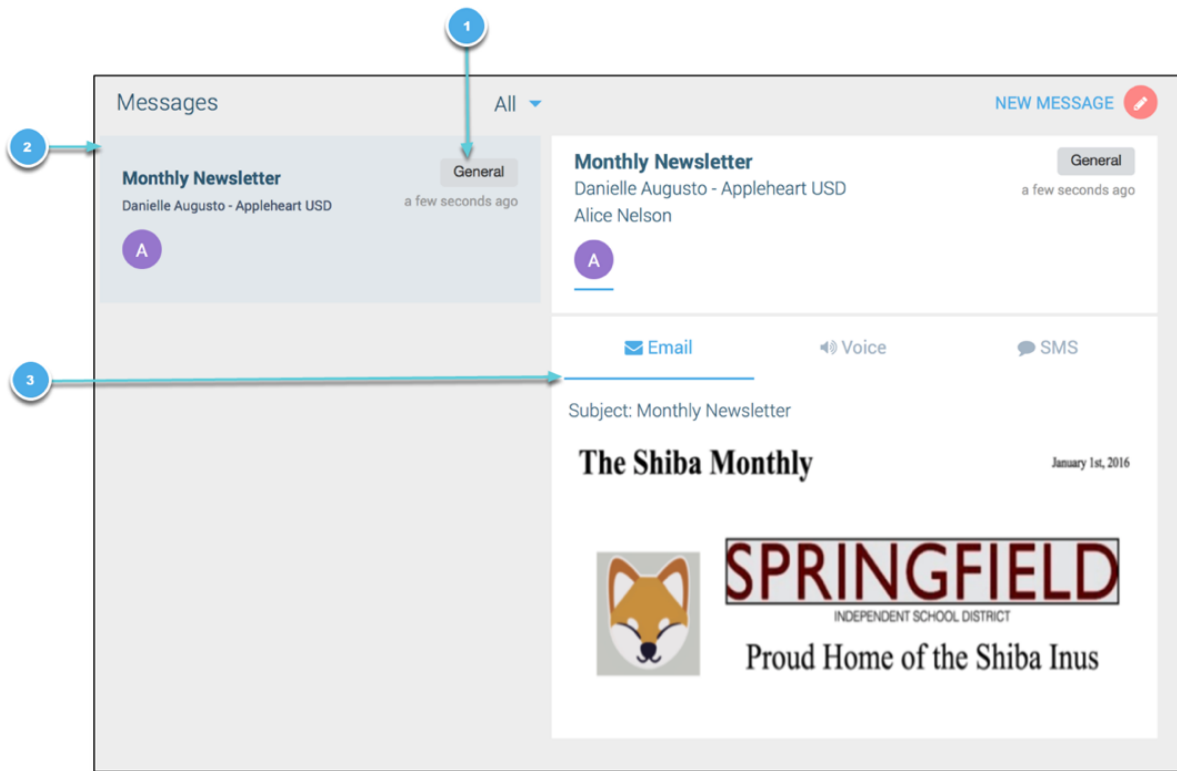 1
Messages
All
NEW MESSAGE
2
Monthly Newsletter
General
Danielle Augusto - Appleheart USD
a few seconds ago
A
Monthly Newsletter
General
Danielle Augusto - Appleheart USD
a few seconds ago
Alice Nelson
A
3
Email
Voice
SMS
Subject: Monthly Newsletter
The Shiba Monthly
January 1st, 2016
SPRINGFIELD
INDEPENDENT SCHOOL DISTRICT
Proud Home of the Shiba Inus